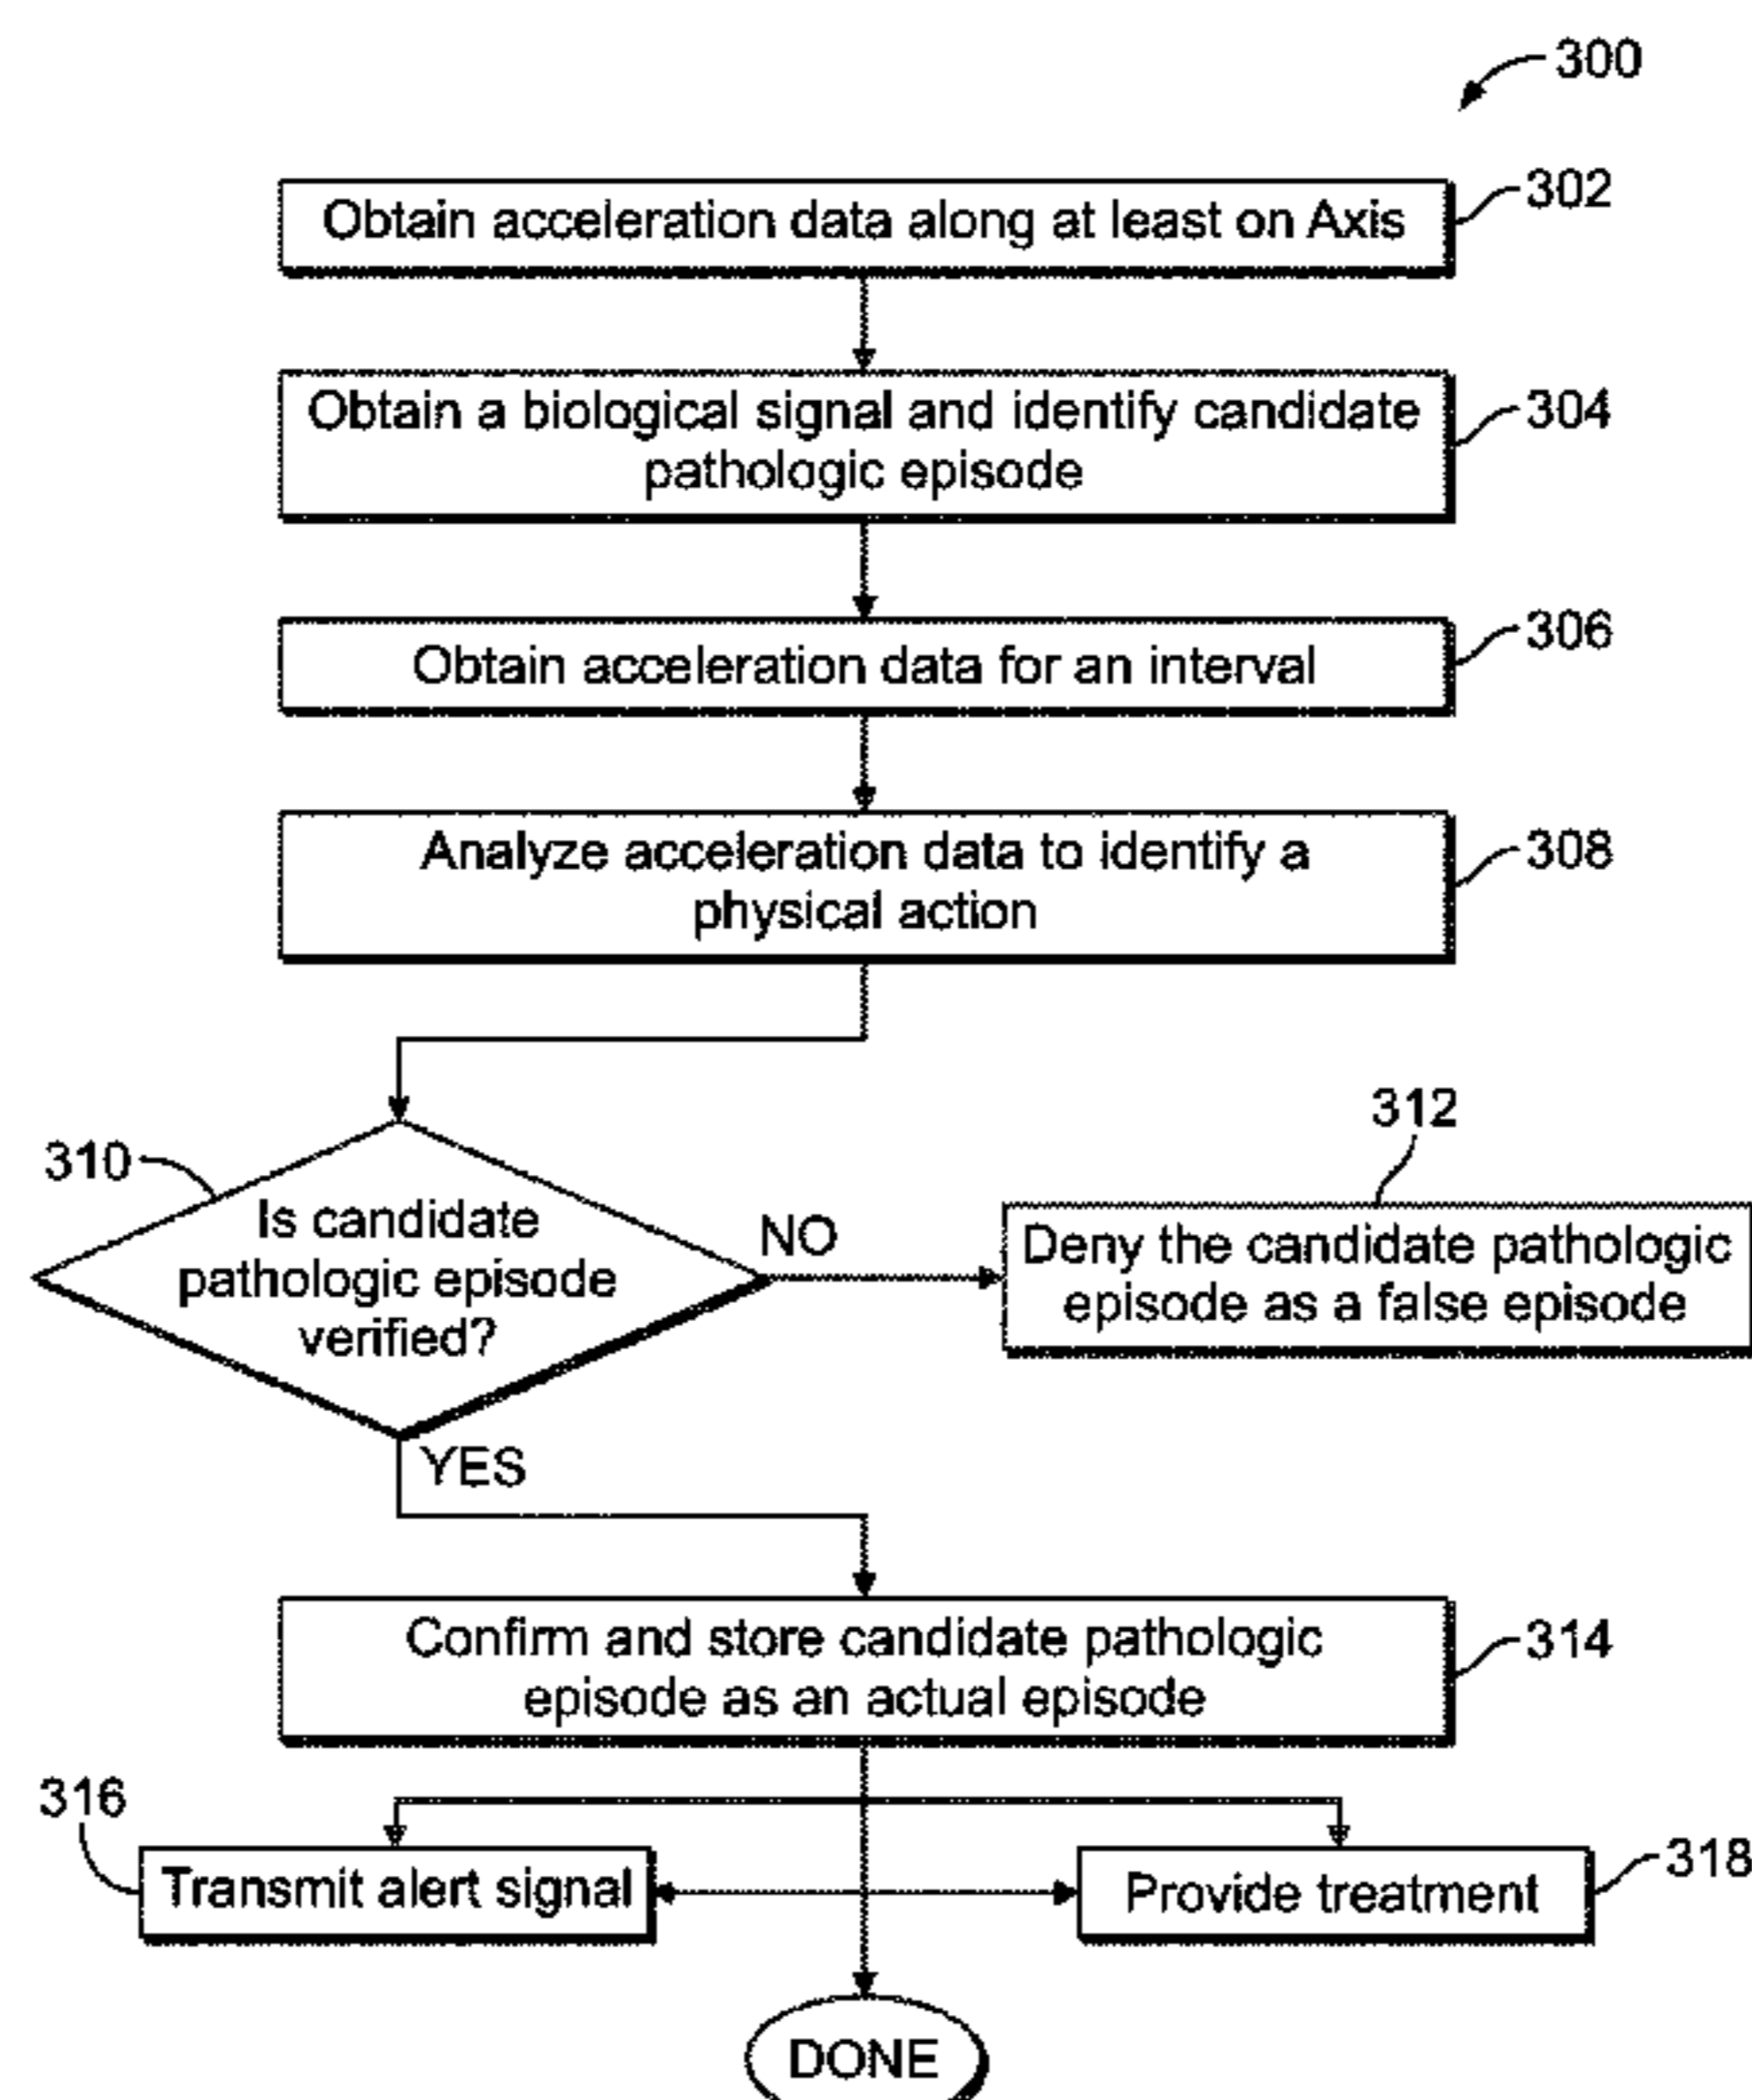 300
Obtain acceleration data along at least on Axis
302
Obtain a biological signal and identify candidate
pathologic episode
304
Obtain acceleration data for an interval
306
Analyze acceleration data to identify a
physical action
308
310
Is candidate
pathologic episode
verified?
NO
312
Deny the candidate pathologic
episode as a false episode
YES
Confirm and store candidate pathologic
episode as an actual episode
314
316
Transmit alert signal
Provide treatment
318
DONE